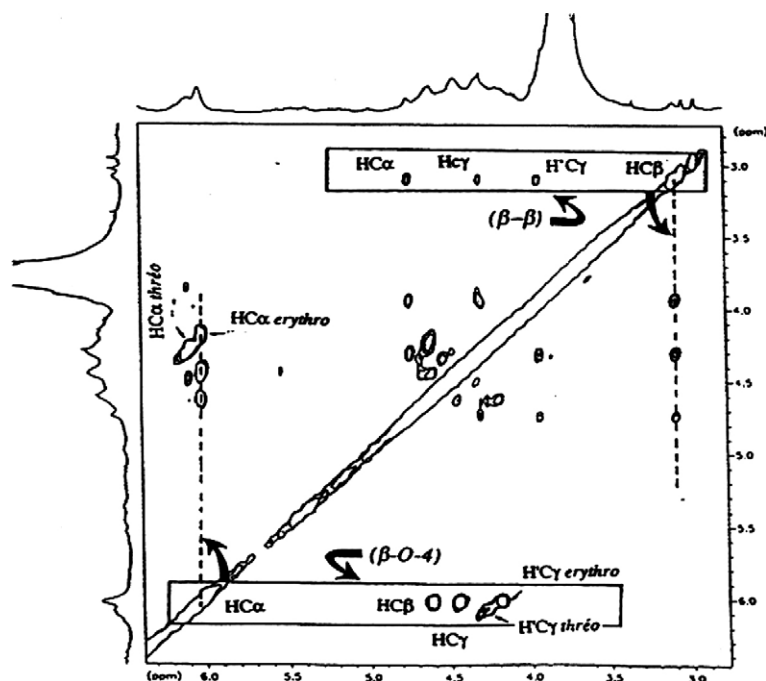 (ppm)
HCα Hcγ H'Cγ HCβ
3.0
(β-β)
3.5
HCα thréo
HCα erythro
4.0
4.5
5.0
(β-O-4)
5.5
H'Cγ erythro
HCα HCβ
6.0
H'Cγ thréo
HCγ
(ppm) 6.0 5.5 5.0 4.5 4.0 3.5 3.0